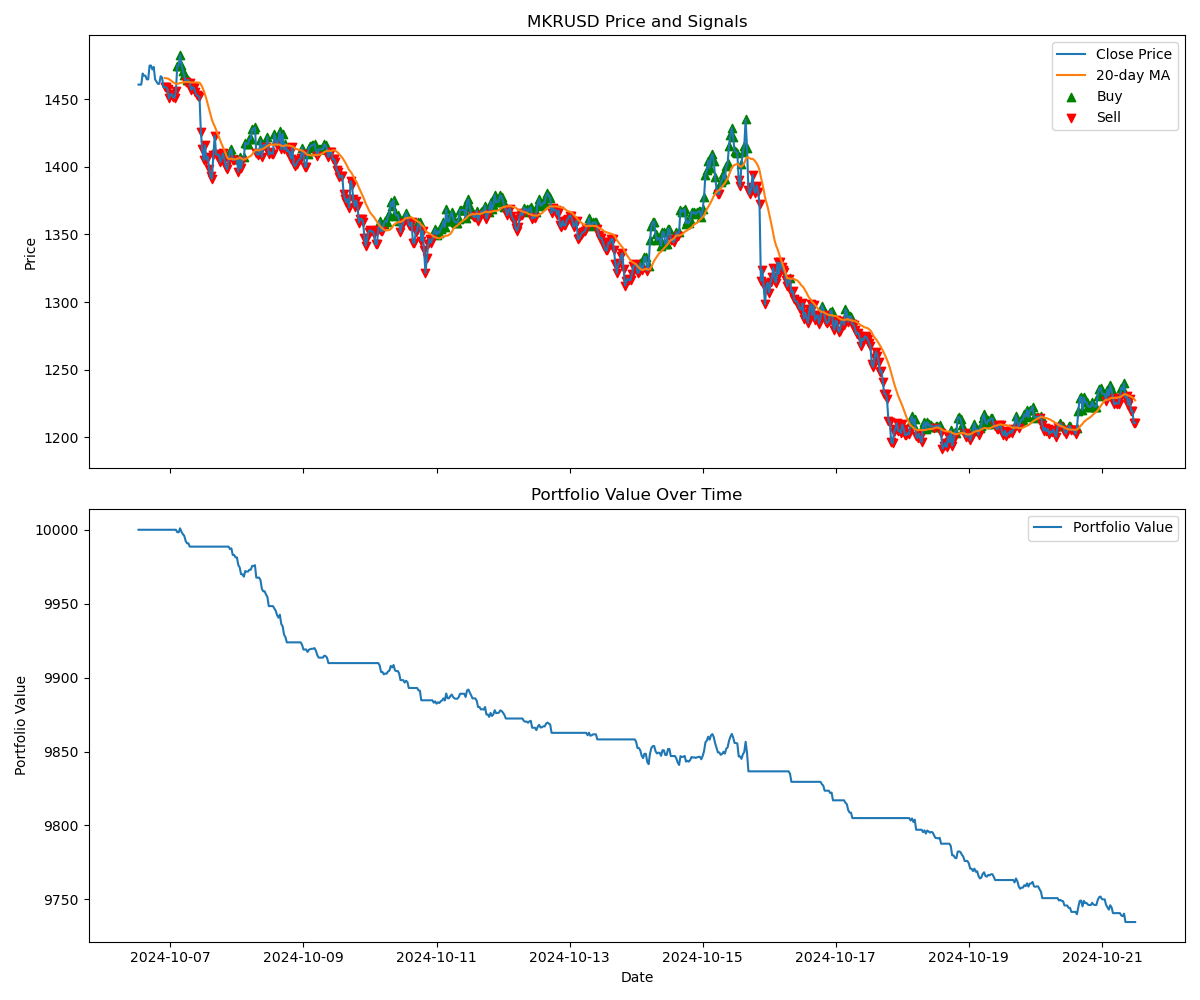 MKRUSD Price and Signals
Close Price
20-day MA
Buy
Sell
Price
1450
1400
1350
1300
1250
1200
Portfolio Value Over Time
Portfolio Value
Portfolio Value
10000
9950
9900
9850
9800
9750
2024-10-07 2024-10-09 2024-10-11 2024-10-13 2024-10-15 2024-10-17 2024-10-19 2024-10-21
Date